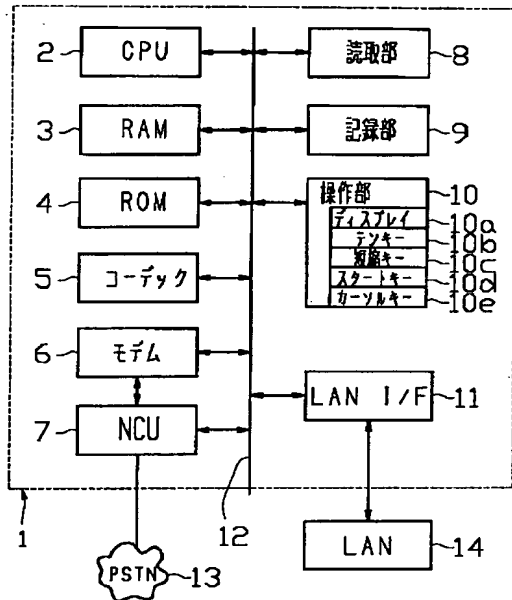 2 CPU
3 RAM
4 ROM
5 コーデック
6 モデム
7 NCU
読取部 8
記録部 9
操作部 10
ディスプレイ 10a
テンキー 10b
短縮キー 10c
スタートキー 10d
カーソルキー 10e
LAN I/F 11
1
12
PSTN 13
LAN 14